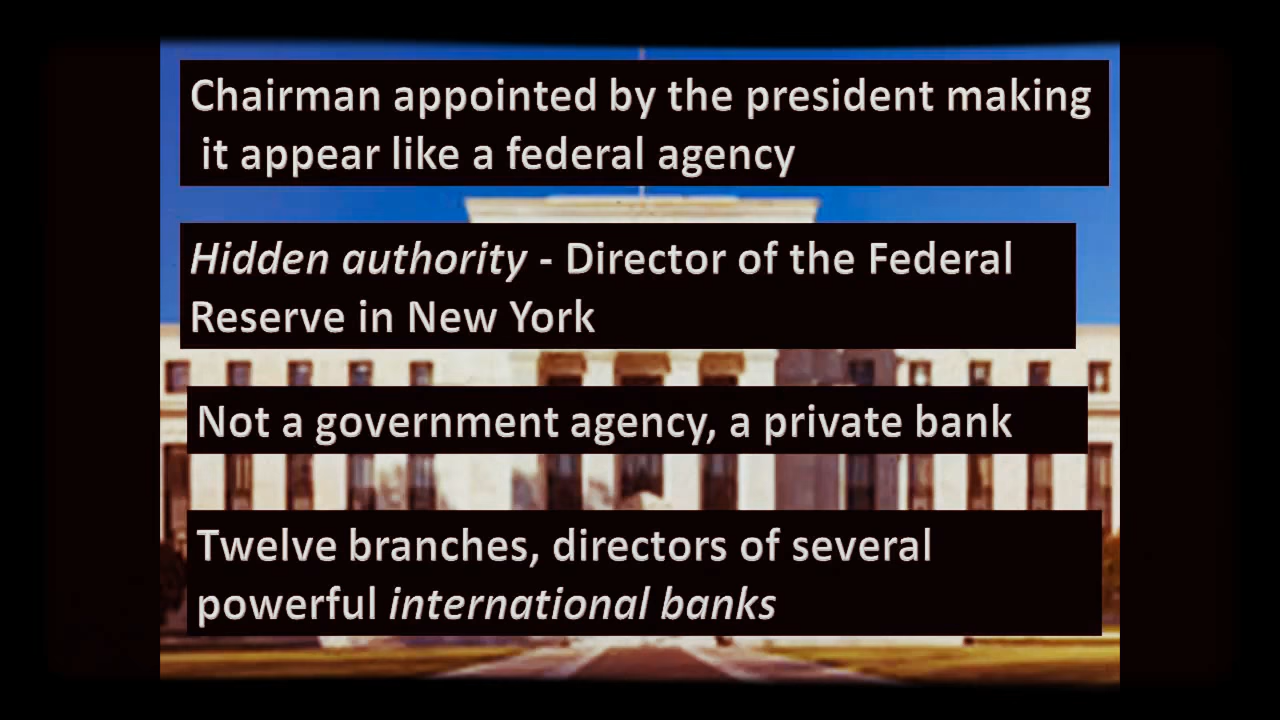 Chairman appointed by the president making
it appear like a federal agency
Hidden authority - Director of the Federal
Reserve in New York
Not a government agency, a private bank
Twelve branches, directors of several
powerful international banks